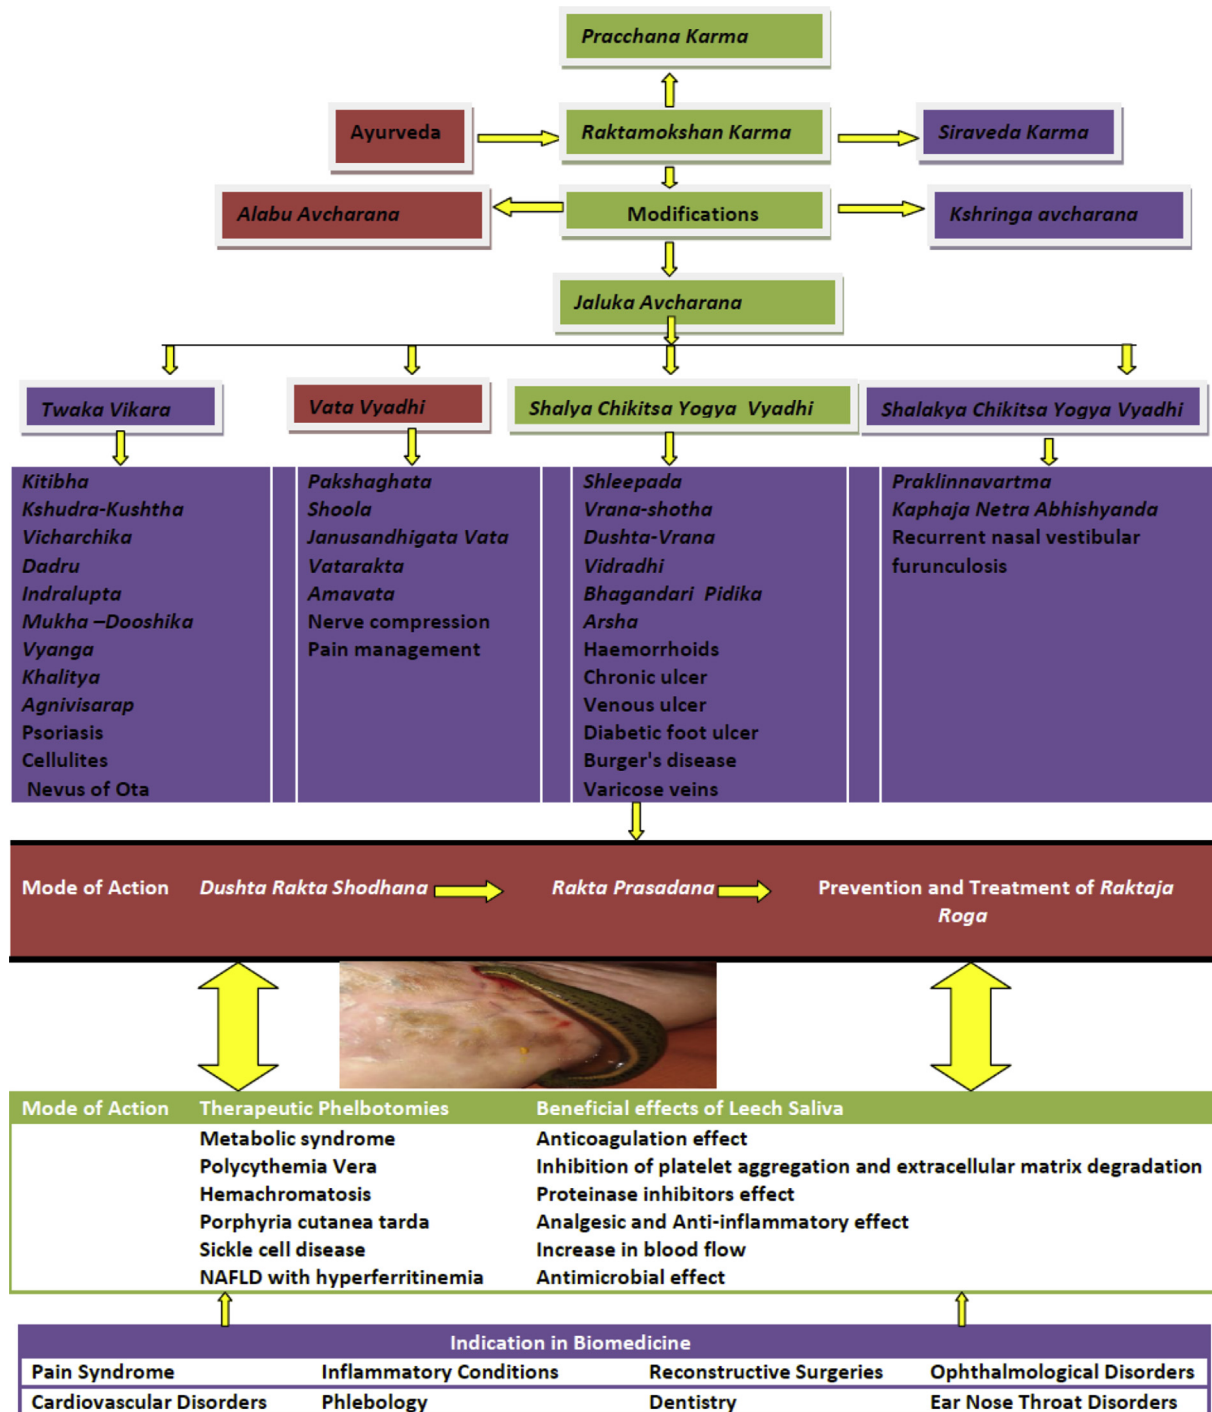 Pracchana Karma
Ayurveda
Raktamokshan Karma
Siraveda Karma
Alabu Avcharana
Modifications
Kshringa avcharana
Jaluka Avcharana
Twaka Vikara
Vata Vyadhi
Shalya Chikitsa Yogya Vyadhi
Shalakya Chikitsa Yogya Vyadhi
Kitibha
Kshudra-Kushtha
Vicharchika
Dadru
Indralupta
Mukha –Dooshika
Vyanga
Khalitya
Agnivisarap
Psoriasis
Cellulites
Nevus of Ota
Pakshaghata
Shoola
Janusandhigata Vata
Vatarakta
Amavata
Nerve compression
Pain management
Shleepada
Vrana-shotha
Dushta-Vrana
Vidradhi
Bhagandari Pidika
Arsha
Haemorrhoids
Chronic ulcer
Venous ulcer
Diabetic foot ulcer
Burger's disease
Varicose veins
Praklinnavartma
Kaphaja Netra Abhishyanda
Recurrent nasal vestibular
furunculosis
Mode of Action
Dushta Rakta Shodhana
Rakta Prasadana
Prevention and Treatment of Raktaja
Roga
Mode of Action
Therapeutic Phelbotomies
Beneficial effects of Leech Saliva
Metabolic syndrome
Anticoagulation effect
Polycythemia Vera
Inhibition of platelet aggregation and extracellular matrix degradation
Hemachromatosis
Proteinase inhibitors effect
Porphyria cutanea tarda
Analgesic and Anti-inflammatory effect
Sickle cell disease
Increase in blood flow
NAFLD with hyperferritinemia
Antimicrobial effect
Indication in Biomedicine
Pain Syndrome
Inflammatory Conditions
Reconstructive Surgeries
Ophthalmological Disorders
Cardiovascular Disorders
Phlebology
Dentistry
Ear Nose Throat Disorders